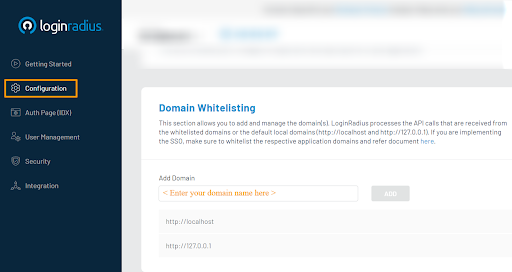 loginradius
Getting Started
Configuration
Auth Page (IDX)
User Management
Security
Integration
Domain Whitelisting
This section allows you to add and manage the domain(s). LoginRadius processes the API calls that are received from
the whitelisted domains or the default local domains (http://localhost and http://127.0.0.1). If you are implementing
the SSO, make sure to whitelist the respective application domains and refer document here.
Add Domain
< Enter your domain name here >
ADD
http://localhost
http://127.0.0.1